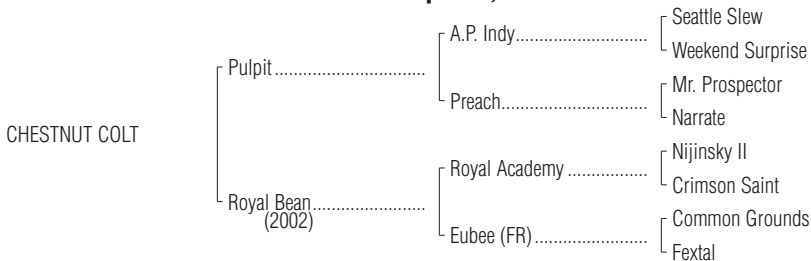 Seattle Slew
A.P. Indy
Weekend Surprise
Pulpit
Mr. Prospector
Preach
Narrate
CHESTNUT COLT
Nijinsky II
Royal Academy
Crimson Saint
Royal Bean
(2002)
Common Grounds
Eubee (FR)
Fextal